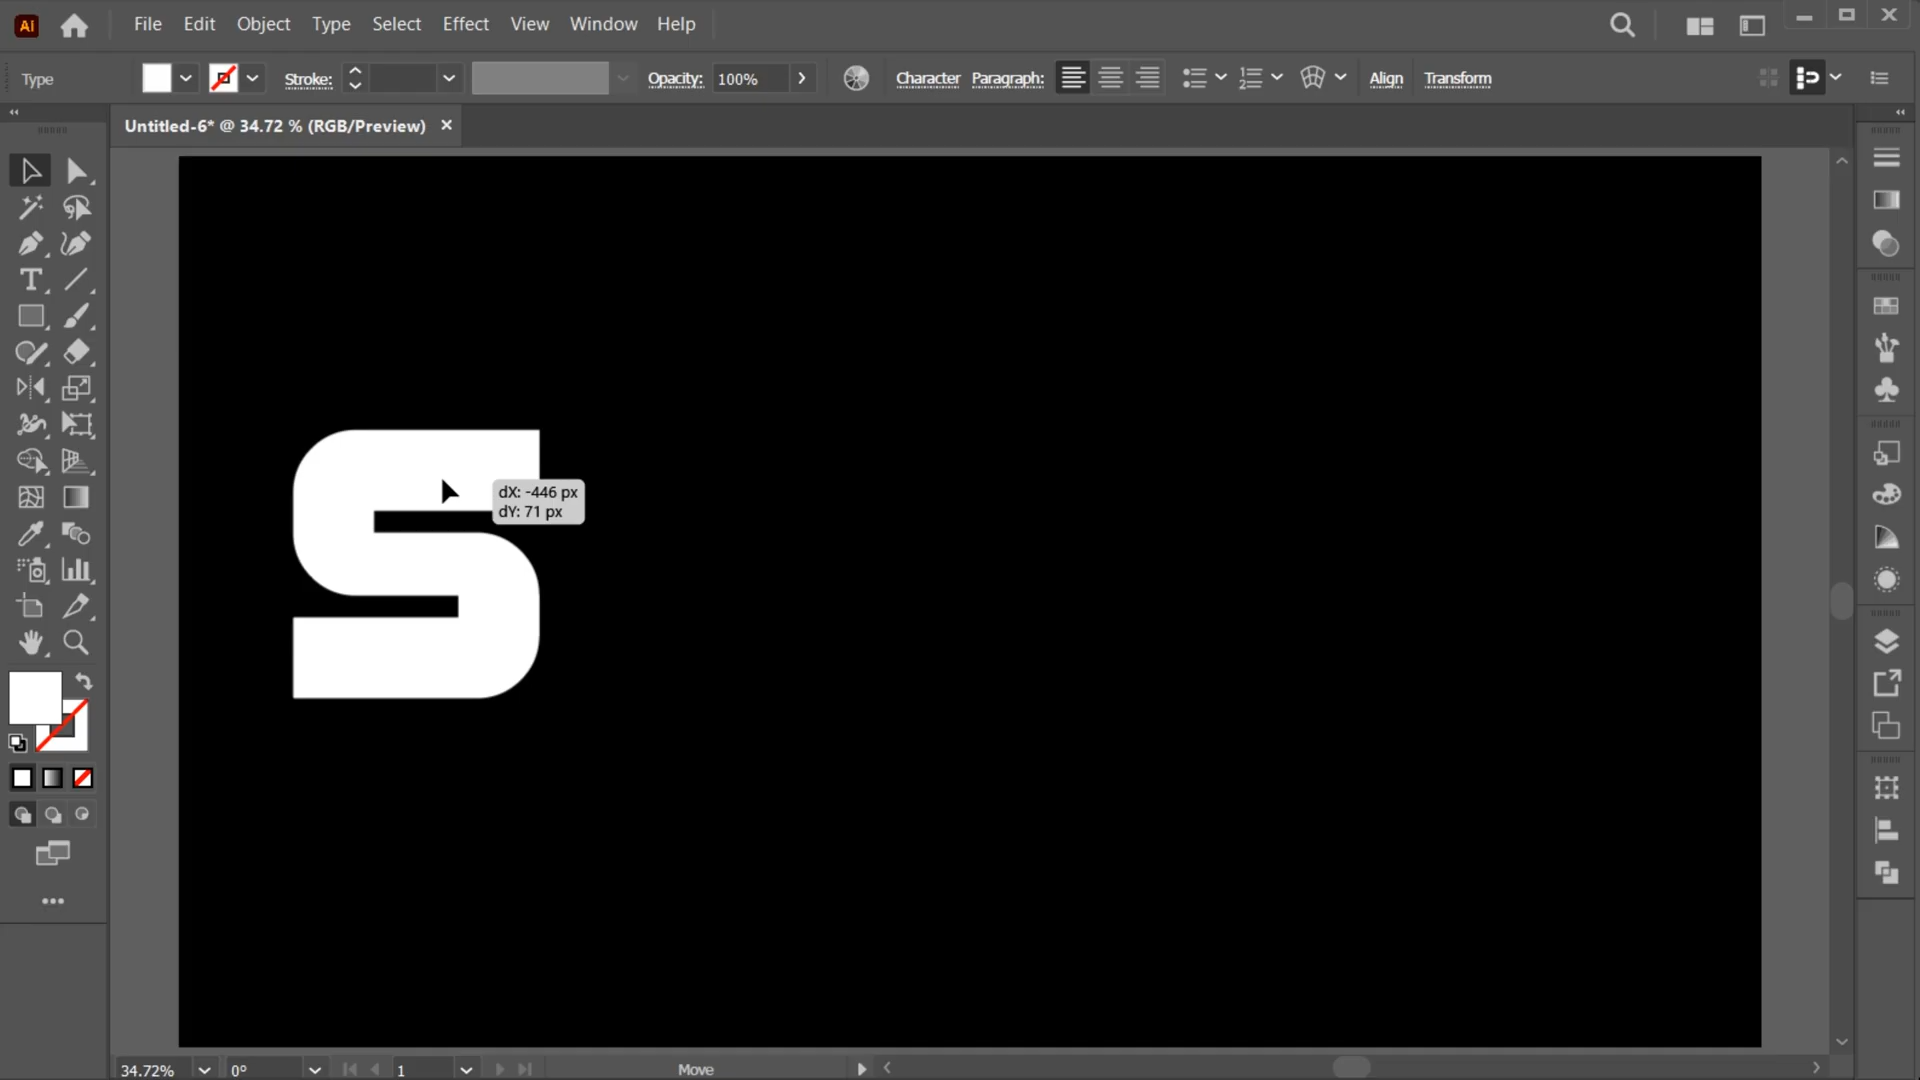 Ai File Edit Object Type Select Effect View Window Help
Type Stroke: Opacity: 100% Character Paragraph: Align Transform
Untitled-6* @ 34.72 % (RGB/Preview)
S
dX: -446 px
dY: 71 px
34.72% 0° 1 Move